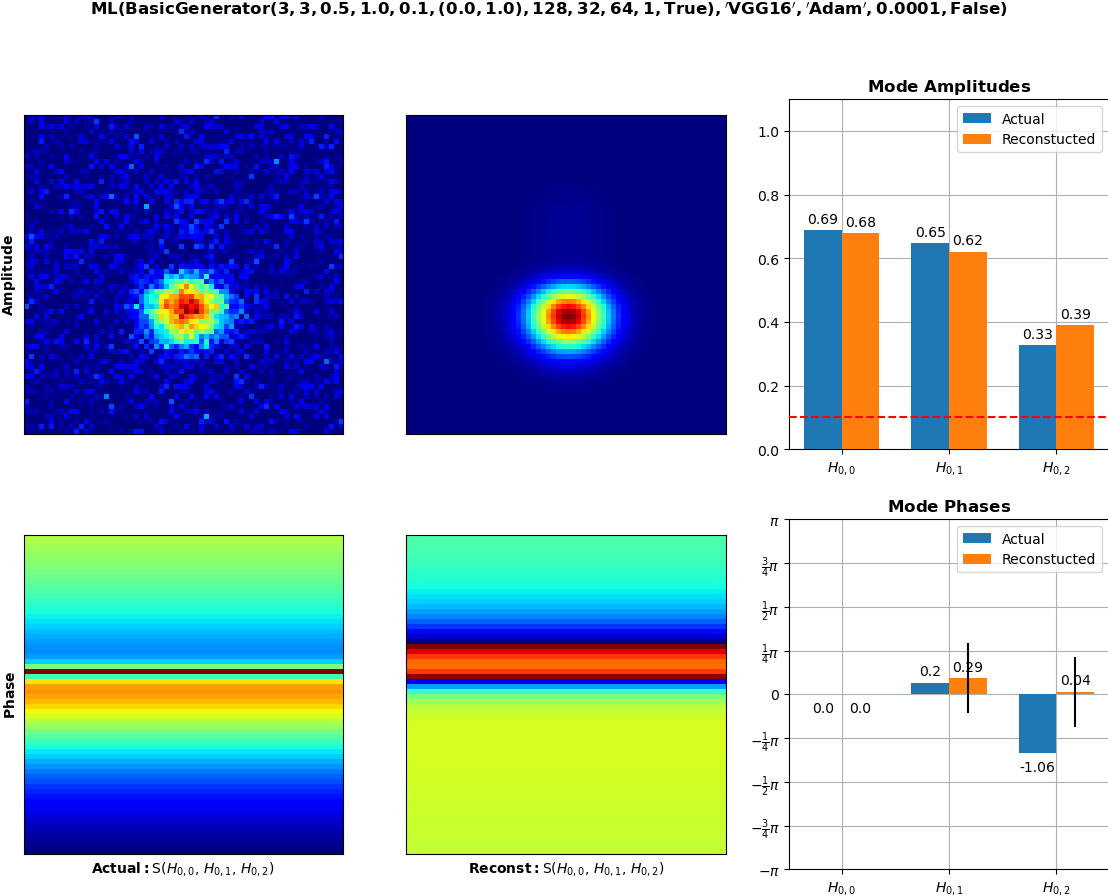 ML(BasicGenerator(3, 3, 0.5, 1.0, 0.1, (0.0, 1.0), 128, 32, 64, 1, True), ′VGG16′, ′Adam′, 0.0001, False)
Amplitude
Mode Amplitudes
Actual
Reconstucted
1.0
0.8
0.6
0.4
0.2
0.0
0.69
0.68
0.65
0.62
0.33
0.39
H0,0
H0,1
H0,2
Phase
Actual: S(H0,0, H0,1, H0,2)
Reconst: S(H0,0, H0,1, H0,2)
Mode Phases
Actual
Reconstucted
π
3/4π
1/2π
1/4π
0
−1/4π
−1/2π
−3/4π
−π
0.0
0.0
0.2
0.29
-1.06
0.04
H0,0
H0,1
H0,2